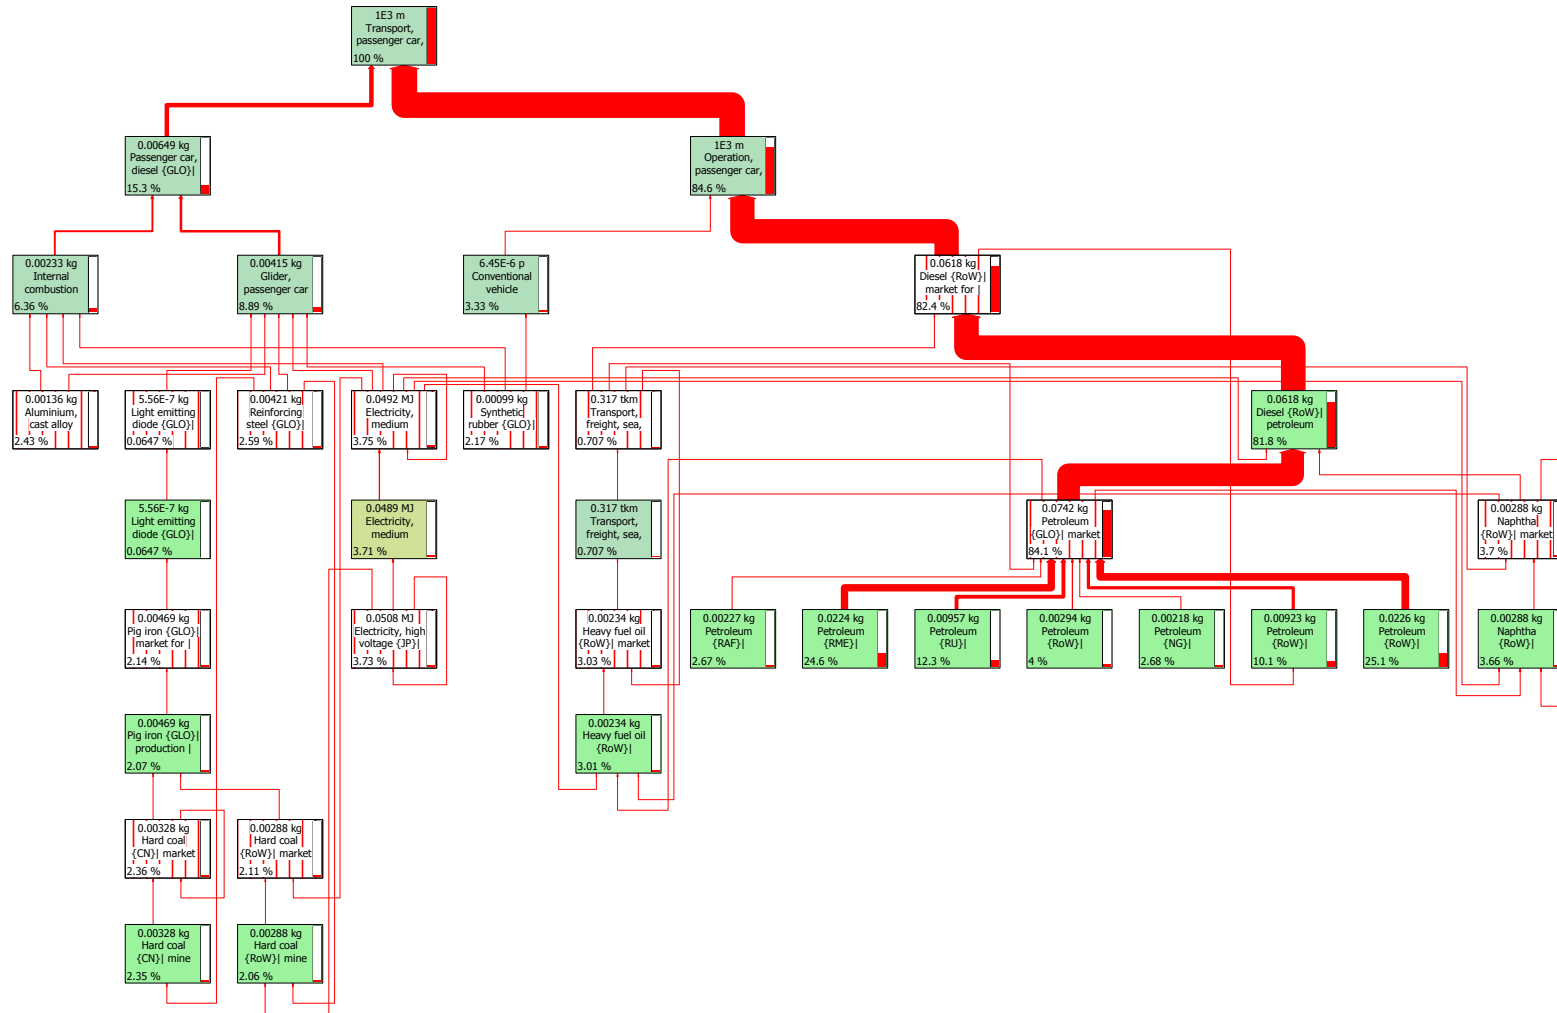 1E3 m
Transport,
passenger car,
100 %
0.00649 kg
Passenger car,
diesel {GLO}|
15.3 %
1E3 m
Operation,
passenger car,
84.6 %
0.00233 kg
Internal
combustion
6.36 %
0.00415 kg
Glider,
passenger car
8.89 %
6.45E-6 p
Conventional
vehicle
3.33 %
0.0618 kg
Diesel {RoW}|
market for |
82.4 %
0.00136 kg
Aluminium,
cast alloy
2.43 %
5.56E-7 kg
Light emitting
diode {GLO}|
0.0647 %
0.00421 kg
Reinforcing
steel {GLO}|
2.59 %
0.0492 MJ
Electricity,
medium
3.75 %
0.00099 kg
Synthetic
rubber {GLO}|
2.17 %
0.317 tkm
Transport,
freight, sea,
0.707 %
0.0618 kg
Diesel {RoW}|
petroleum
81.8 %
5.56E-7 kg
Light emitting
diode {GLO}|
0.0647 %
0.0489 MJ
Electricity,
medium
3.71 %
0.317 tkm
Transport,
freight, sea,
0.707 %
0.0742 kg
Petroleum
{GLO}| market
84.1 %
0.00288 kg
Naphtha
{RoW}| market
3.7 %
0.00469 kg
Pig iron {GLO}|
market for |
2.14 %
0.0508 MJ
Electricity, high
voltage {JP}|
3.73 %
0.00234 kg
Heavy fuel oil
{RoW}| market
3.03 %
0.00227 kg
Petroleum
{RAF}|
2.67 %
0.0224 kg
Petroleum
{RME}|
24.6 %
0.00957 kg
Petroleum
{RU}|
12.3 %
0.00294 kg
Petroleum
{RoW}|
4 %
0.00218 kg
Petroleum
{NG}|
2.68 %
0.00923 kg
Petroleum
{RoW}|
10.1 %
0.0226 kg
Petroleum
{RoW}|
25.1 %
0.00288 kg
Naphtha
{RoW}|
3.66 %
0.00469 kg
Pig iron {GLO}|
production |
2.07 %
0.00234 kg
Heavy fuel oil
{RoW}|
3.01 %
0.00328 kg
Hard coal
{CN}| market
2.36 %
0.00288 kg
Hard coal
{RoW}| market
2.11 %
0.00328 kg
Hard coal
{CN}| mine
2.35 %
0.00288 kg
Hard coal
{RoW}| mine
2.06 %